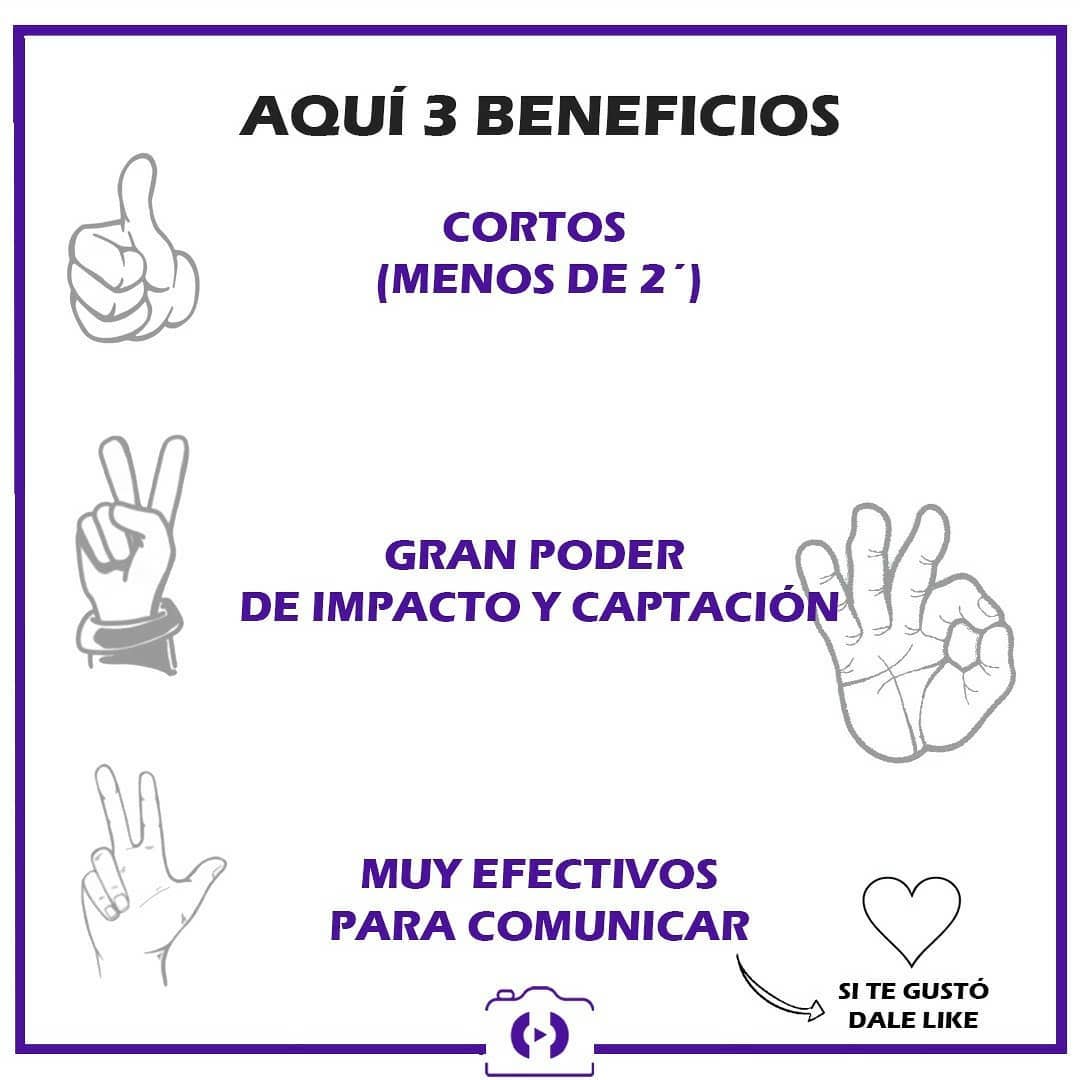 AQUÍ 3 BENEFICIOS
CORTOS
(MENOS DE 2´)
GRAN PODER
DE IMPACTO Y CAPTACIÓN
MUY EFECTIVOS
PARA COMUNICAR
SI TE GUSTÓ
DALE LIKE